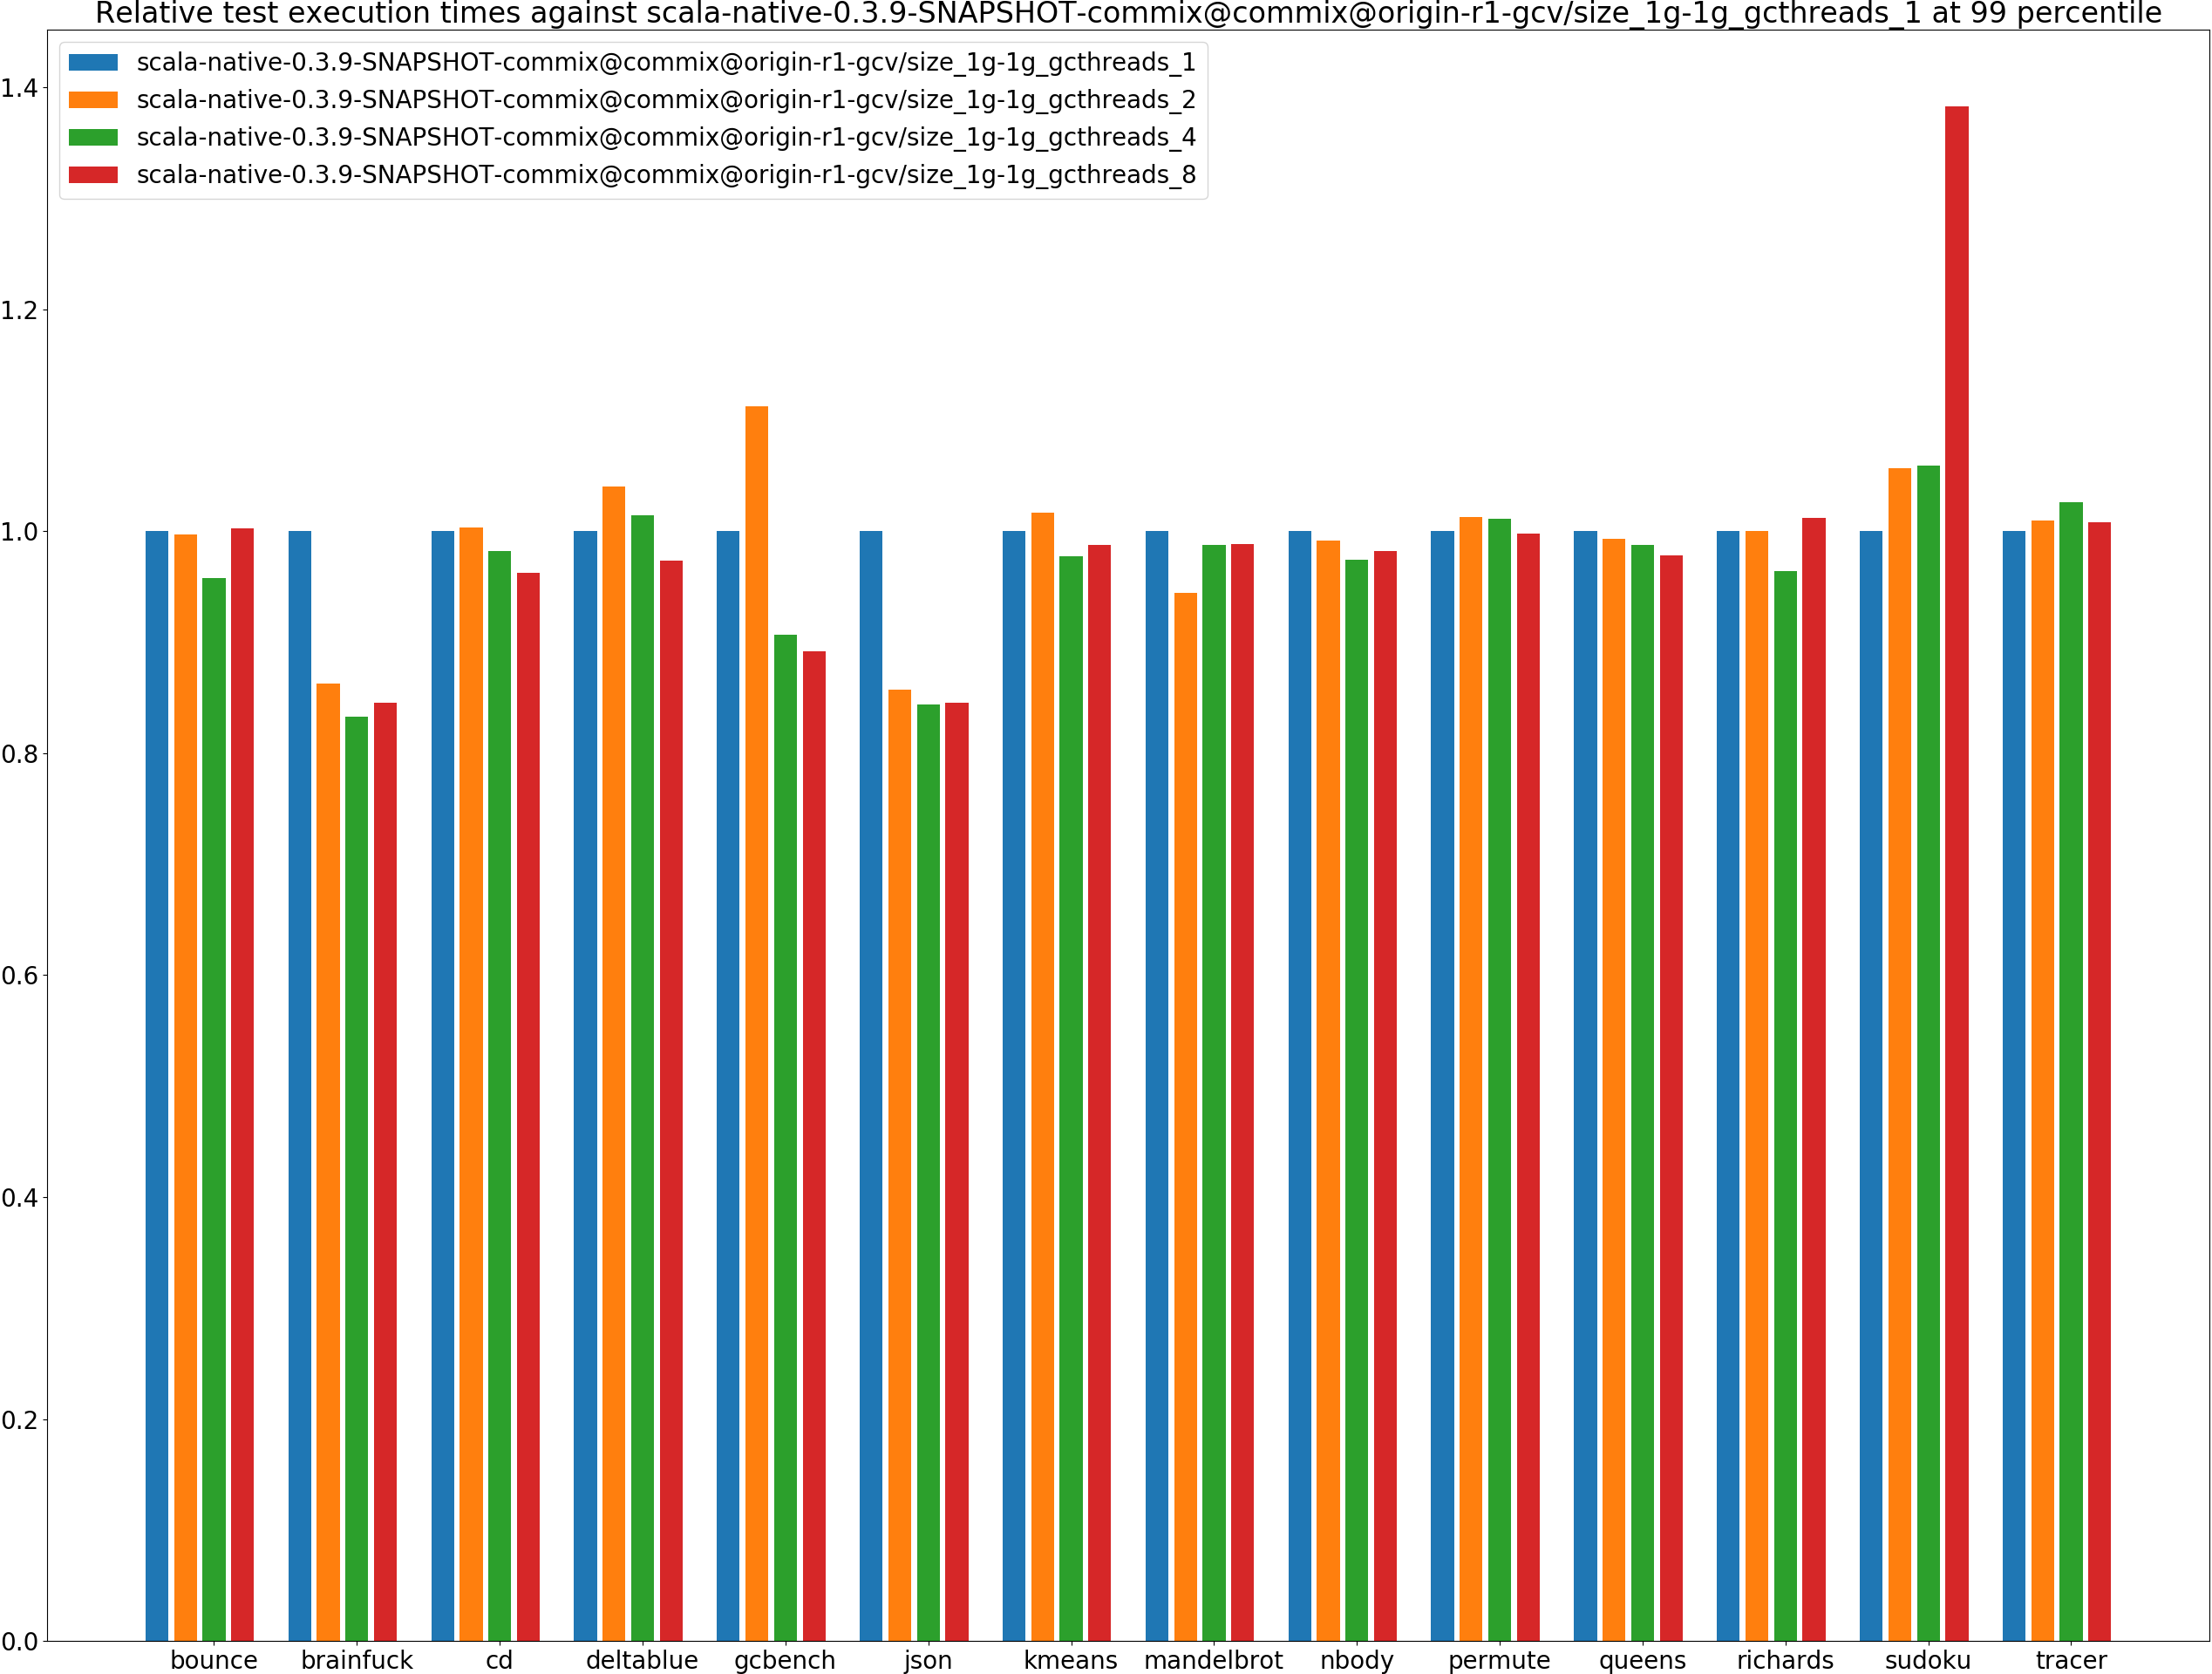 Relative test execution times against scala-native-0.3.9-SNAPSHOT-commix@commix@origin-r1-gcv/size_1g-1g_gcthreads_1 at 99 percentile
scala-native-0.3.9-SNAPSHOT-commix@commix@origin-r1-gcv/size_1g-1g_gcthreads_1
scala-native-0.3.9-SNAPSHOT-commix@commix@origin-r1-gcv/size_1g-1g_gcthreads_2
scala-native-0.3.9-SNAPSHOT-commix@commix@origin-r1-gcv/size_1g-1g_gcthreads_4
scala-native-0.3.9-SNAPSHOT-commix@commix@origin-r1-gcv/size_1g-1g_gcthreads_8
1.4
1.2
1.0
0.8
0.6
0.4
0.2
0.0
bounce brainfuck cd deltablue gcbench json kmeans mandelbrot nbody permute queens richards sudoku tracer